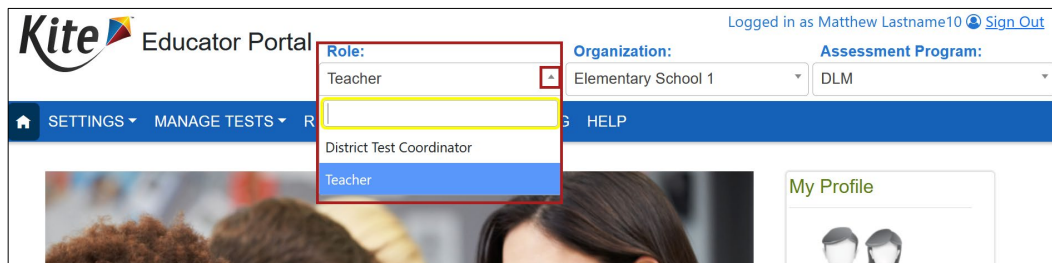 Logged in as Matthew Lastname10 Sign Out
Kite Educator Portal
Role: Organization: Assessment Program:
Teacher Elementary School 1 DLM
SETTINGS MANAGE TESTS R G HELP
District Test Coordinator
Teacher
My Profile